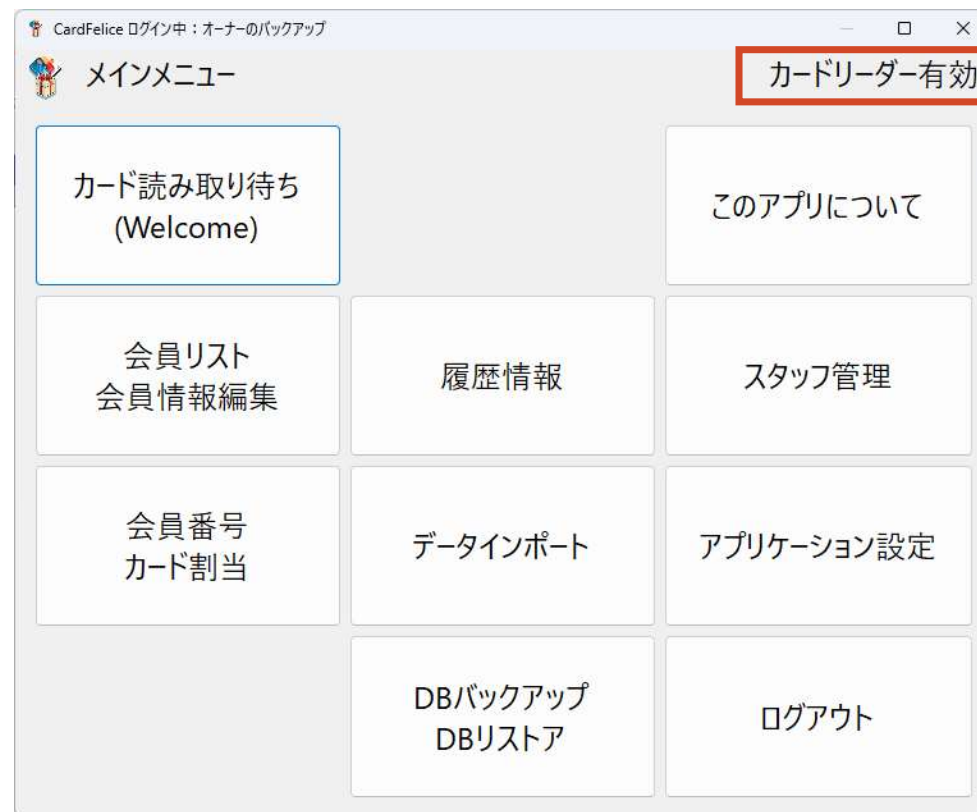 CardFelice ログイン中：オーナーのバックアップ
メインメニュー
カードリーダー有効
カード読み取り待ち
(Welcome)
このアプリについて
会員リスト
会員情報編集
履歴情報
スタッフ管理
会員番号
カード割当
データインポート
アプリケーション設定
DBバックアップ
DBリストア
ログアウト